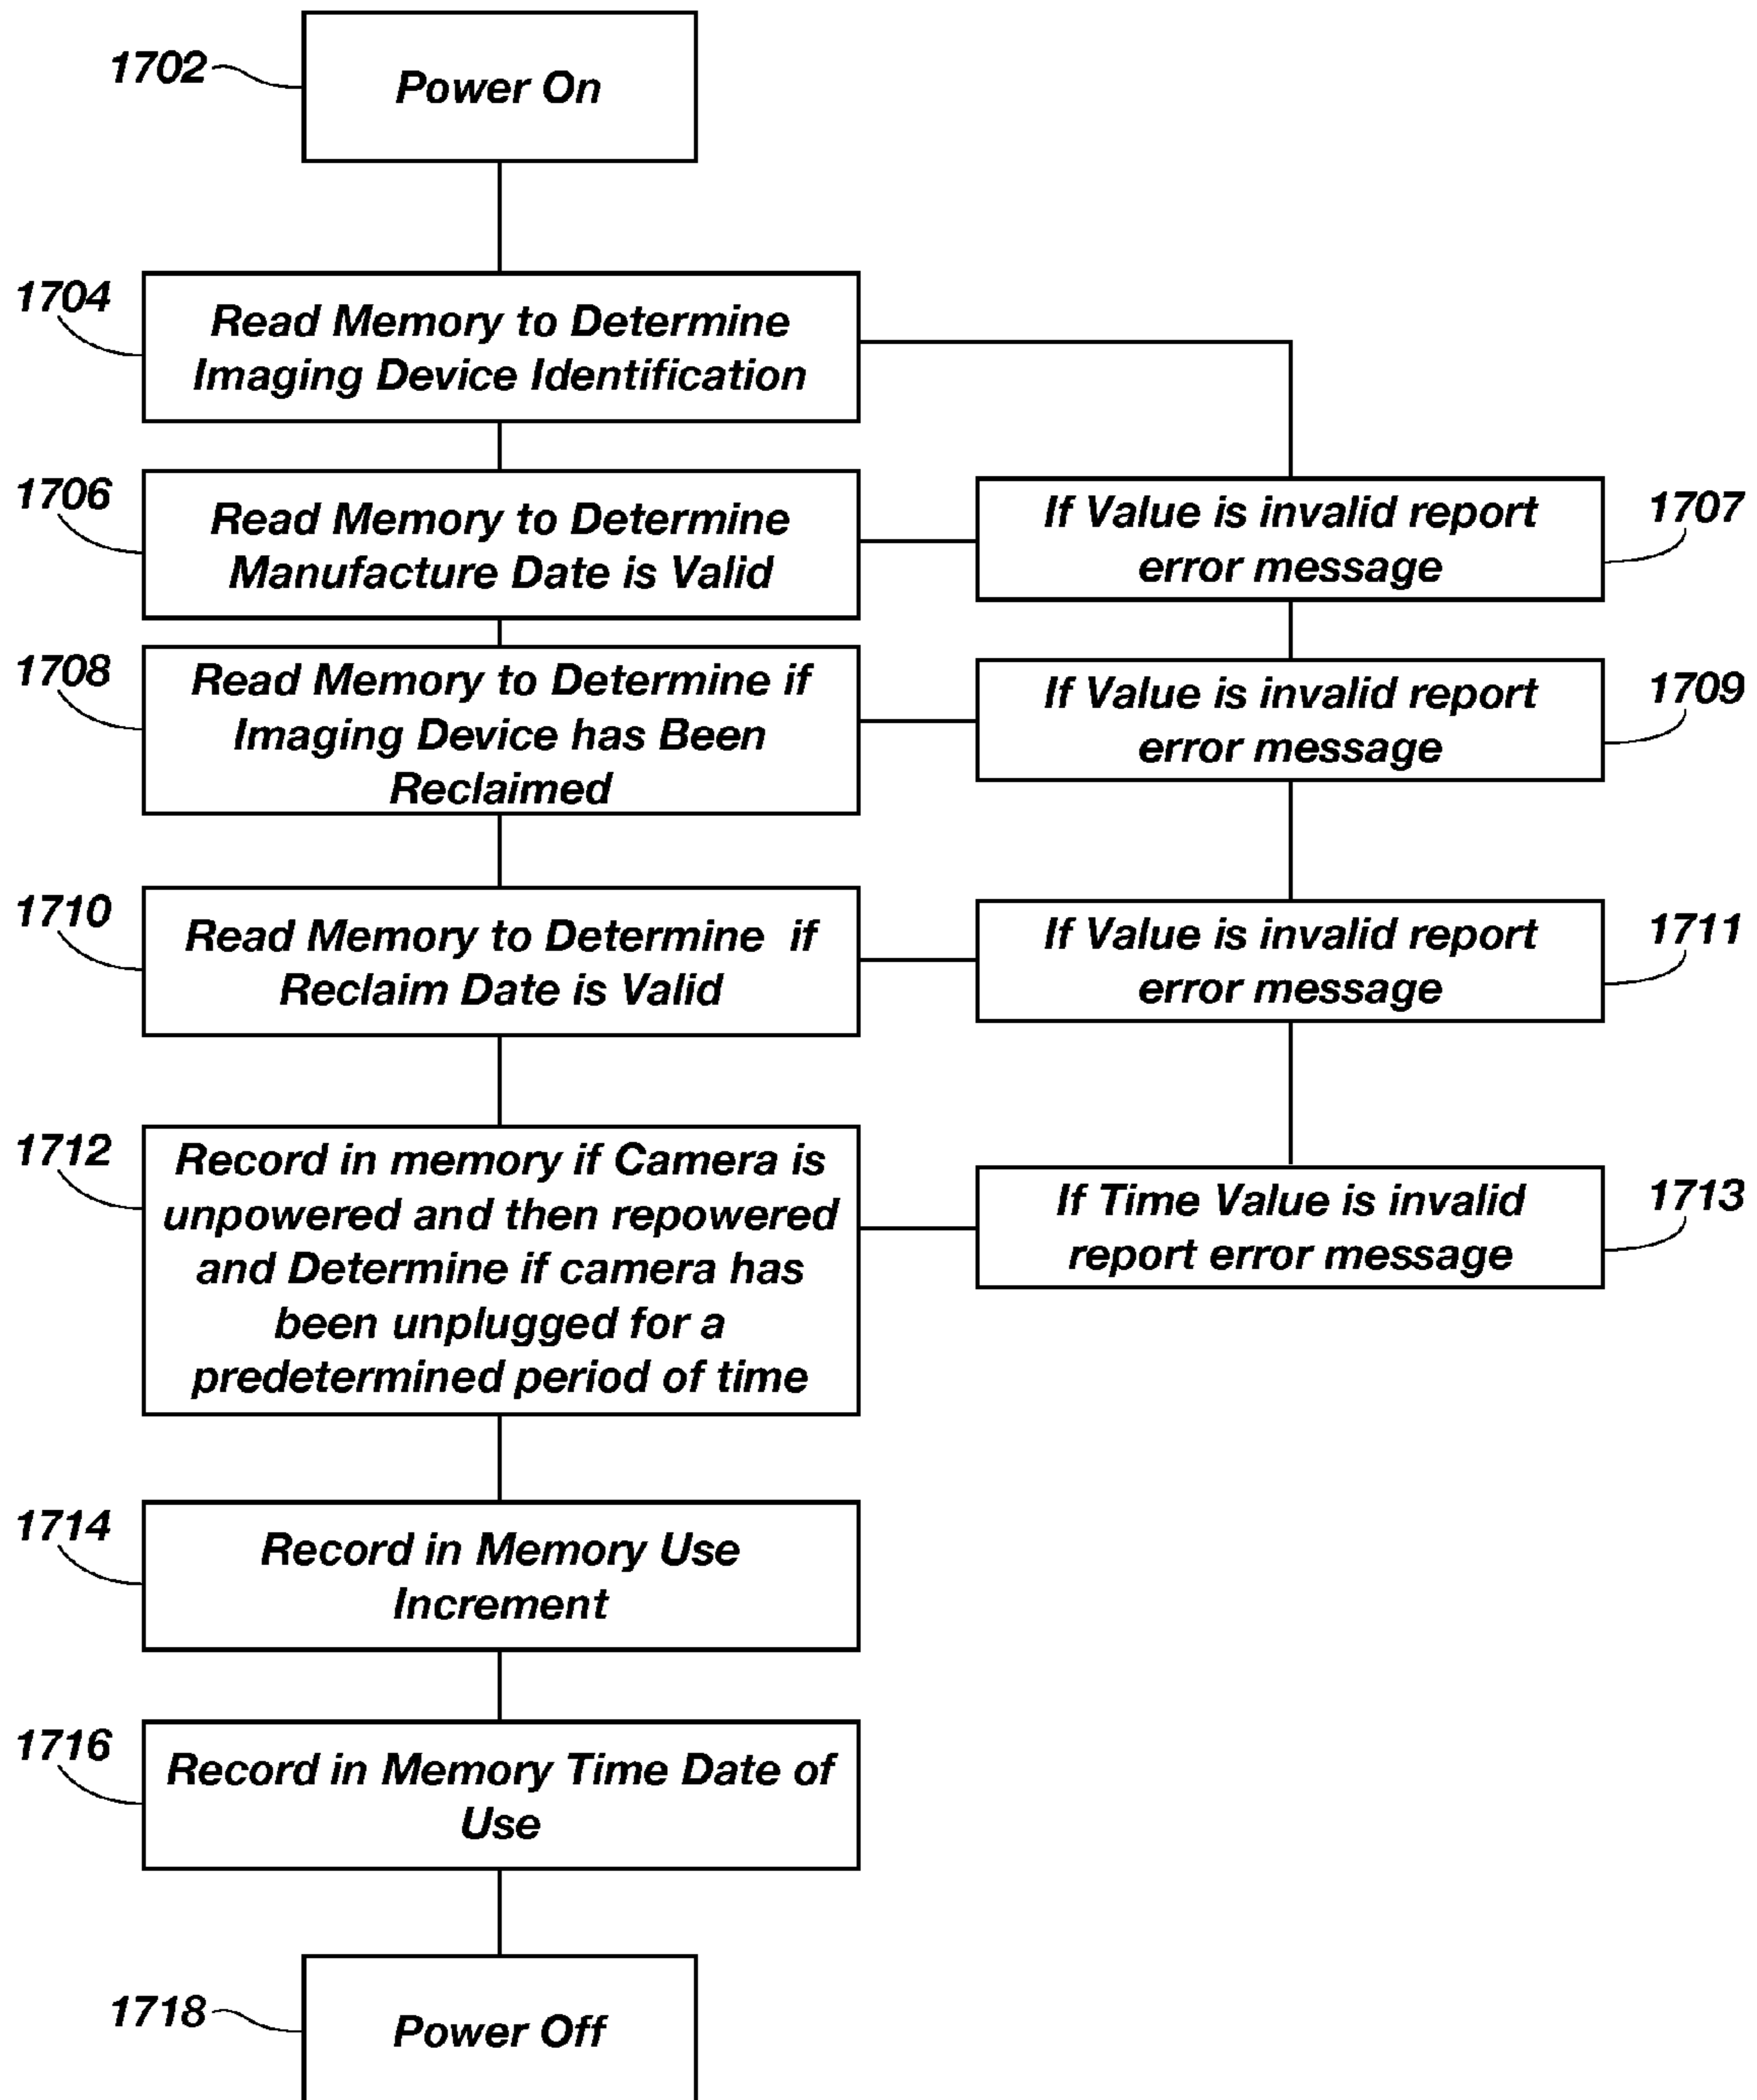 1702
Power On
1704
Read Memory to Determine
Imaging Device Identification
1706
Read Memory to Determine
Manufacture Date is Valid
If Value is invalid report
error message
1707
1708
Read Memory to Determine if
Imaging Device has Been
Reclaimed
If Value is invalid report
error message
1709
1710
Read Memory to Determine if
Reclaim Date is Valid
If Value is invalid report
error message
1711
1712
Record in memory if Camera is
unpowered and then repowered
and Determine if camera has
been unplugged for a
predetermined period of time
If Time Value is invalid
report error message
1713
1714
Record in Memory Use
Increment
1716
Record in Memory Time Date of
Use
1718
Power Off